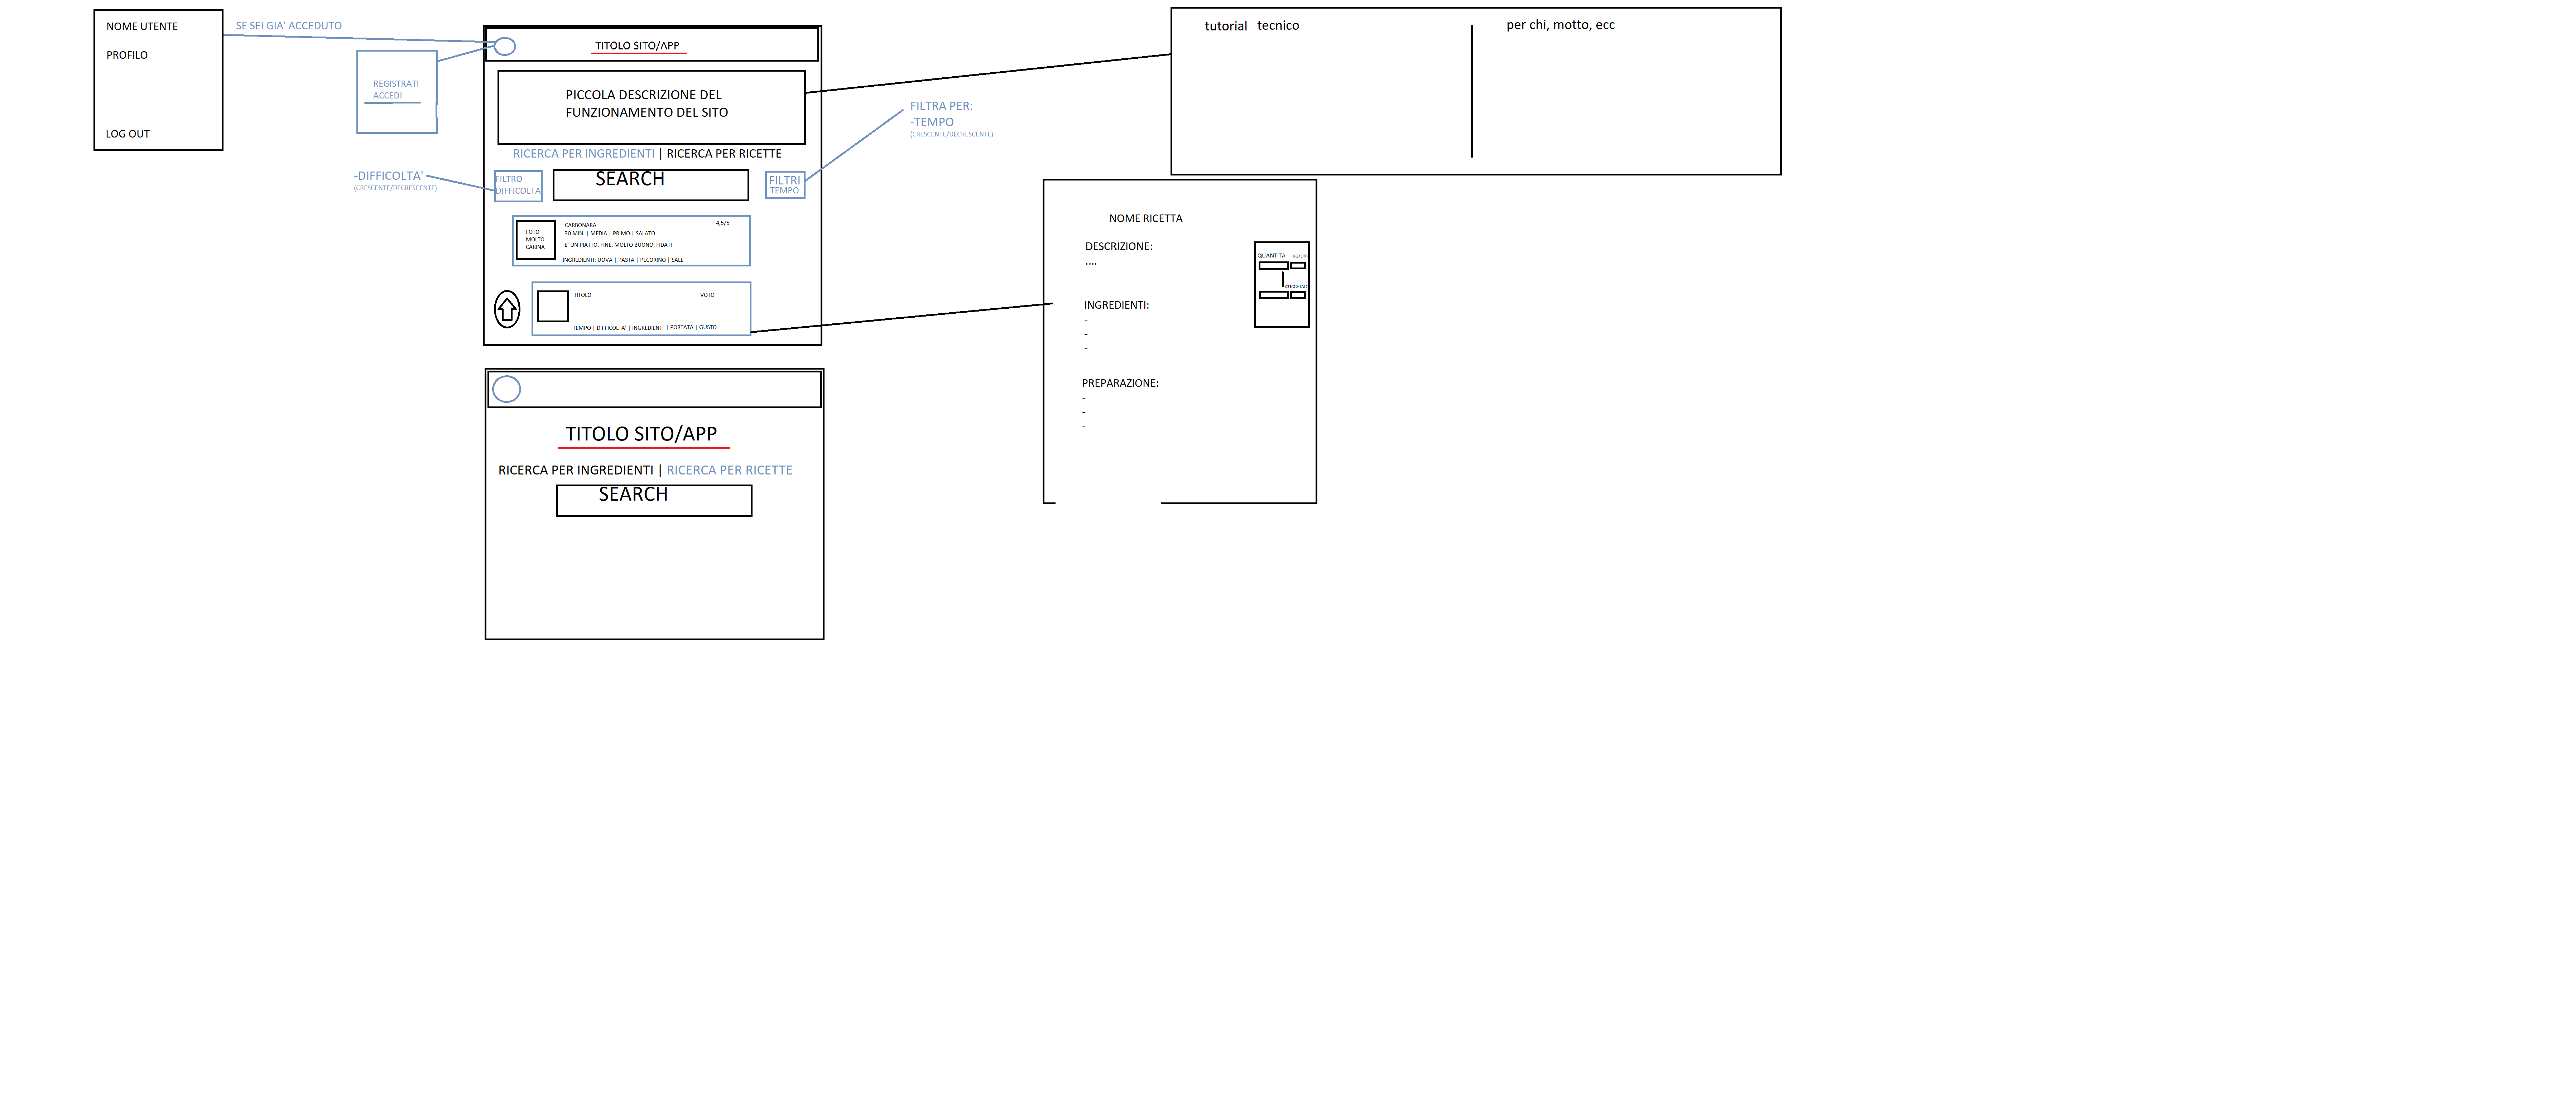 NOME UTENTE
PROFILO
LOG OUT
SE SEI GIA' ACCEDUTO
REGISTRATI
ACCEDI
-DIFFICOLTA'
(CRESCENTE/DECRESCENTE)
TITOLO SITO/APP
PICCOLA DESCRIZIONE DEL
FUNZIONAMENTO DEL SITO
RICERCA PER INGREDIENTI | RICERCA PER RICETTE
FILTRO
DIFFICOLTA
SEARCH
FILTRI
TEMPO
FOTO
MOLTO
CARINA
CARBONARA
4,5/5
30 MIN. | MEDIA | PRIMO | SALATO
E' UN PIATTO. FINE. MOLTO BUONO, FIDATI
INGREDIENTI: UOVA | PASTA | PECORINO | SALE
TITOLO
VOTO
TEMPO | DIFFICOLTA' | INGREDIENTI | PORTATA | GUSTO
TITOLO SITO/APP
RICERCA PER INGREDIENTI | RICERCA PER RICETTE
SEARCH
FILTRA PER:
-TEMPO
(CRESCENTE/DECRESCENTE)
tutorial tecnico
per chi, motto, ecc
NOME RICETTA
DESCRIZIONE:
....
INGREDIENTI:
-
-
-
PREPARAZIONE:
-
-
-
QUANTITA
CUCCHIAIO